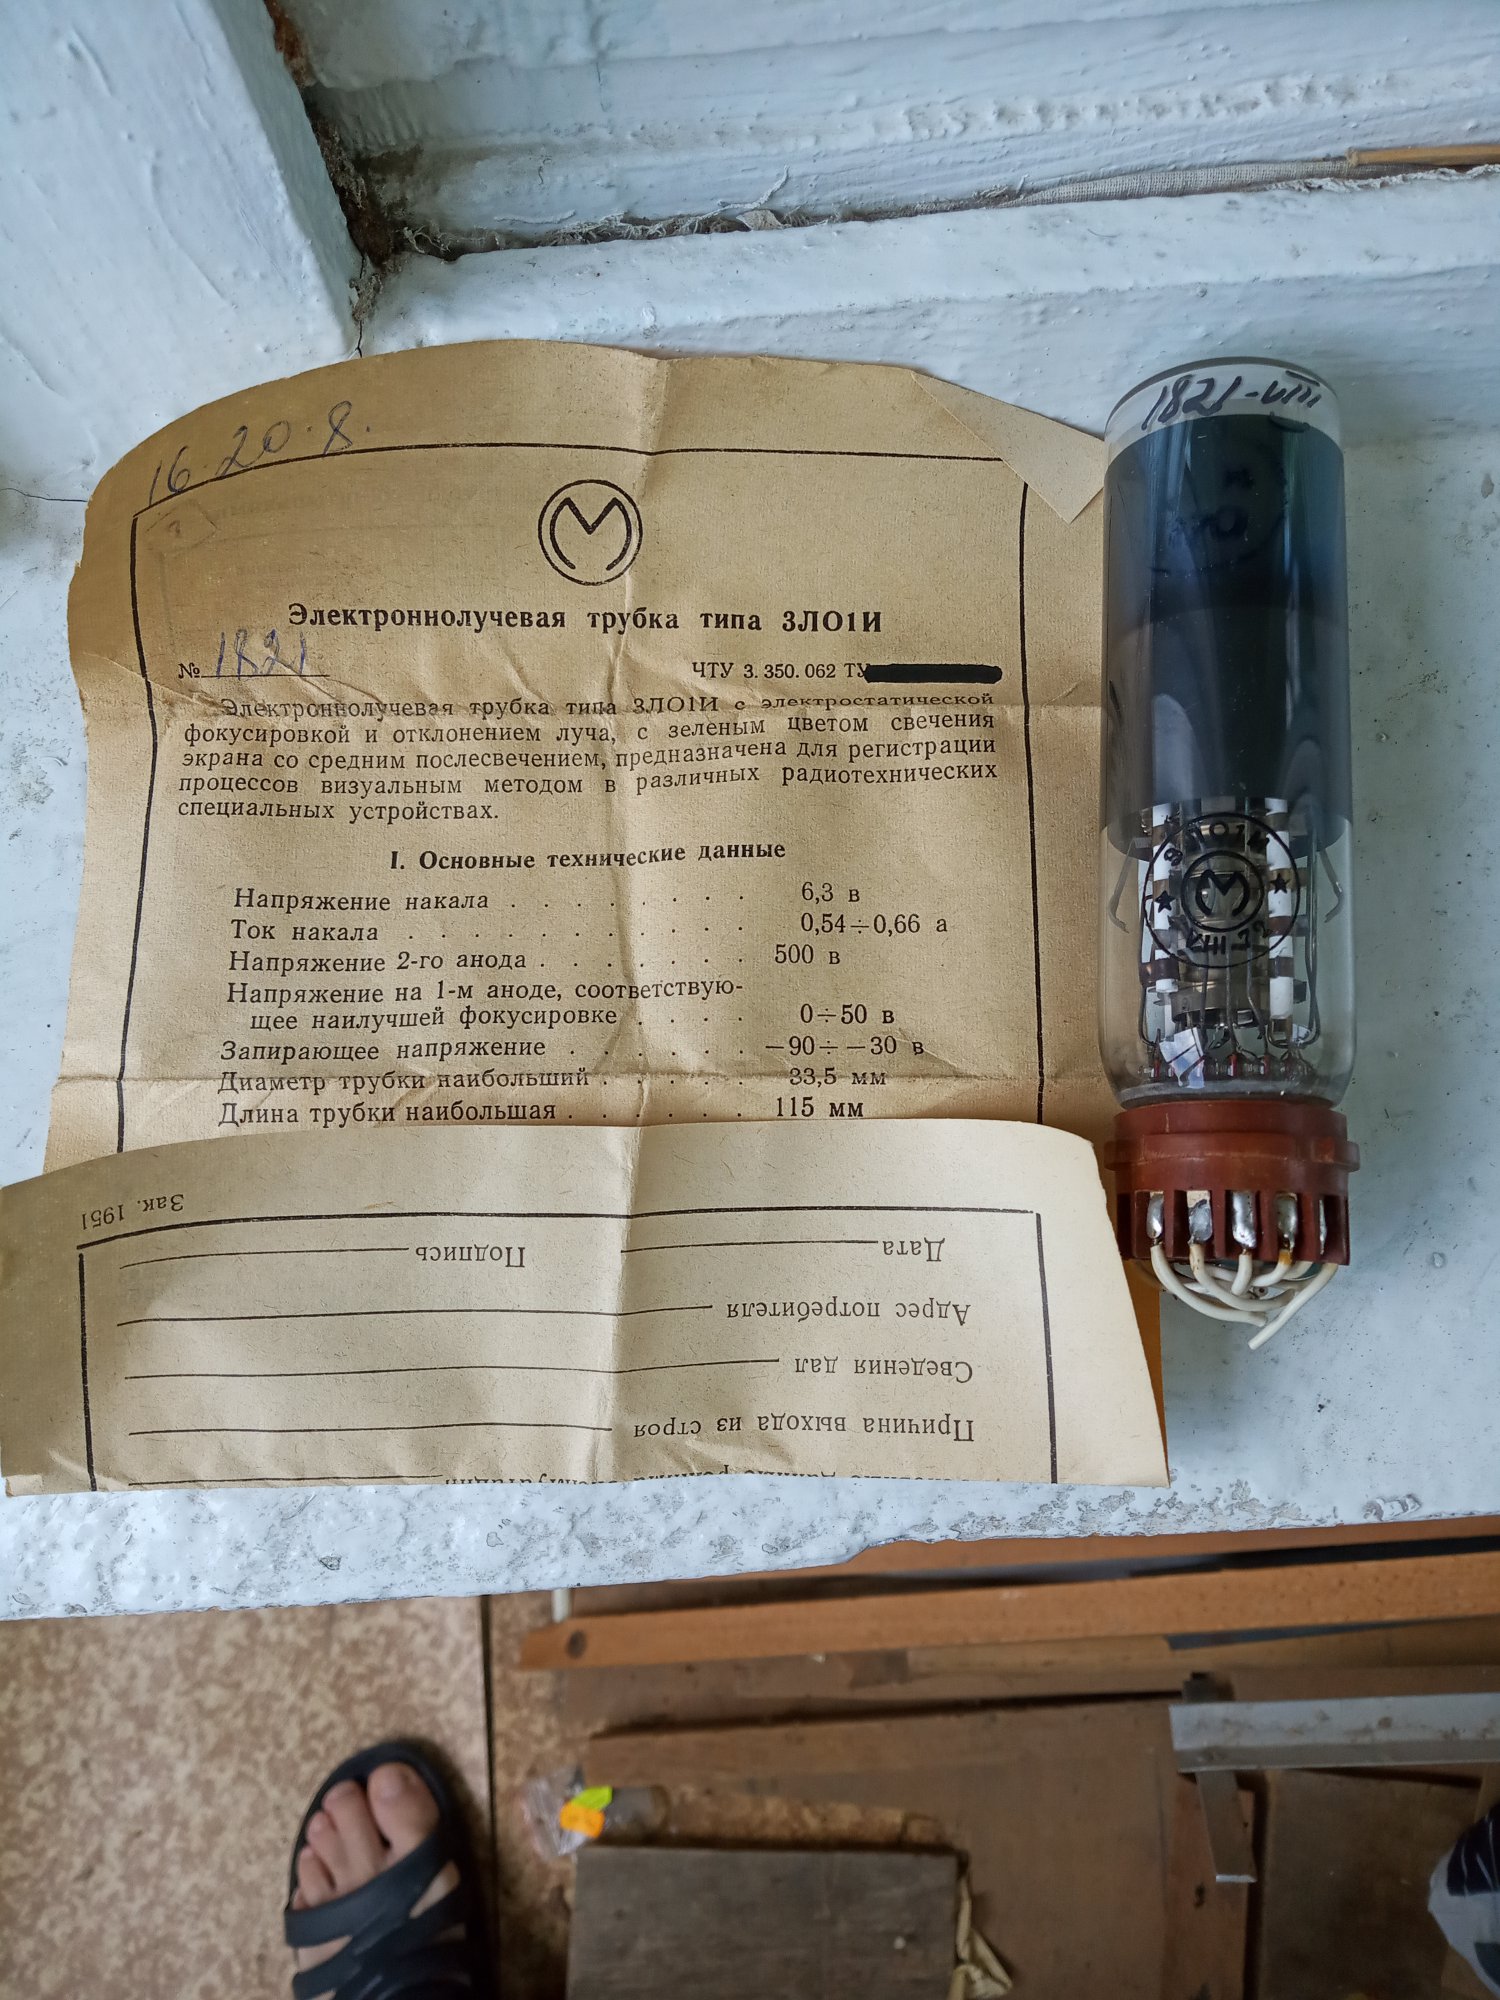 16.20.8.
М
Электроннолучевая трубка типа 3ЛО1И
№ 1821
ЧТУ 3.350.062 ТУ
Электроннолучевая трубка типа 3ЛО1И с электростатической
фокусировкой и отклонением луча, с зеленым цветом свечения
экрана со средним послесвечением, предназначена для регистрации
процессов визуальным методом в различных радиотехнических
специальных устройствах.
I. Основные технические данные
Напряжение накала . . . . . . . . 6,3 в
Ток накала . . . . . . . . . . . 0,54÷0,66 а
Напряжение 2-го анода . . . . . . . 500 в
Напряжение на 1-м аноде, соответствую-
щее наилучшей фокусировке . . . . 0÷50 в
Запирающее напряжение . . . . . . —90÷—30 в
Диаметр трубки наибольший . . . . . 33,5 мм
Длина трубки наибольшая . . . . . . 115 мм
Зак. 1951
Дата Подпись
Адрес потребителя
Сведения дал
Причина выхода из строя
1821-VIII
3ЛО1И
М